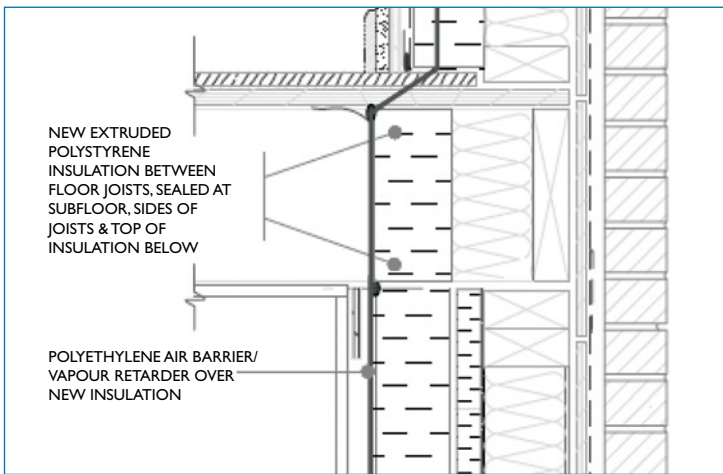 NEW EXTRUDED
POLYSTYRENE
INSULATION BETWEEN
FLOOR JOISTS, SEALED AT
SUBFLOOR, SIDES OF
JOISTS & TOP OF
INSULATION BELOW
POLYETHYLENE AIR BARRIER/
VAPOUR RETARDER OVER
NEW INSULATION